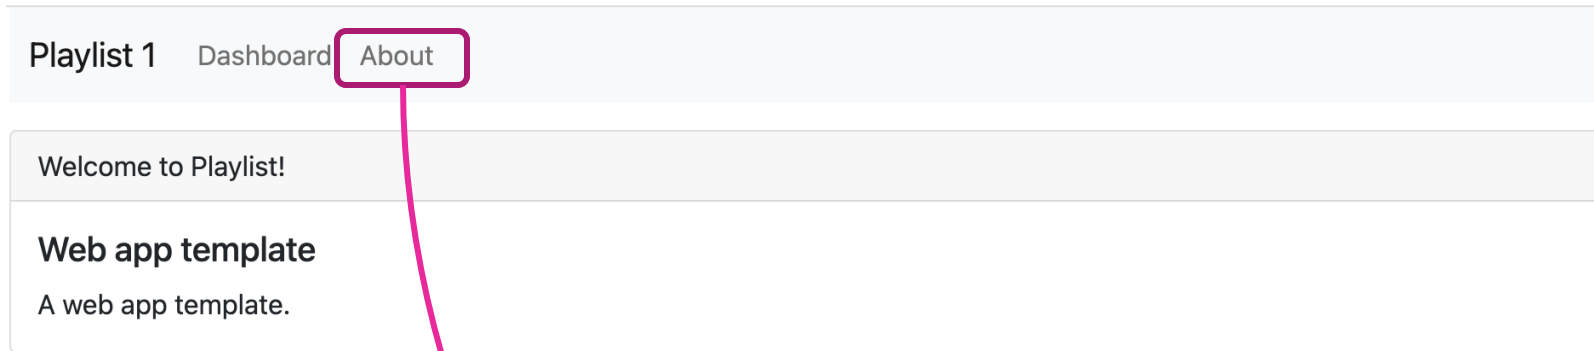 Playlist 1 Dashboard About
Welcome to Playlist!
Web app template
A web app template.